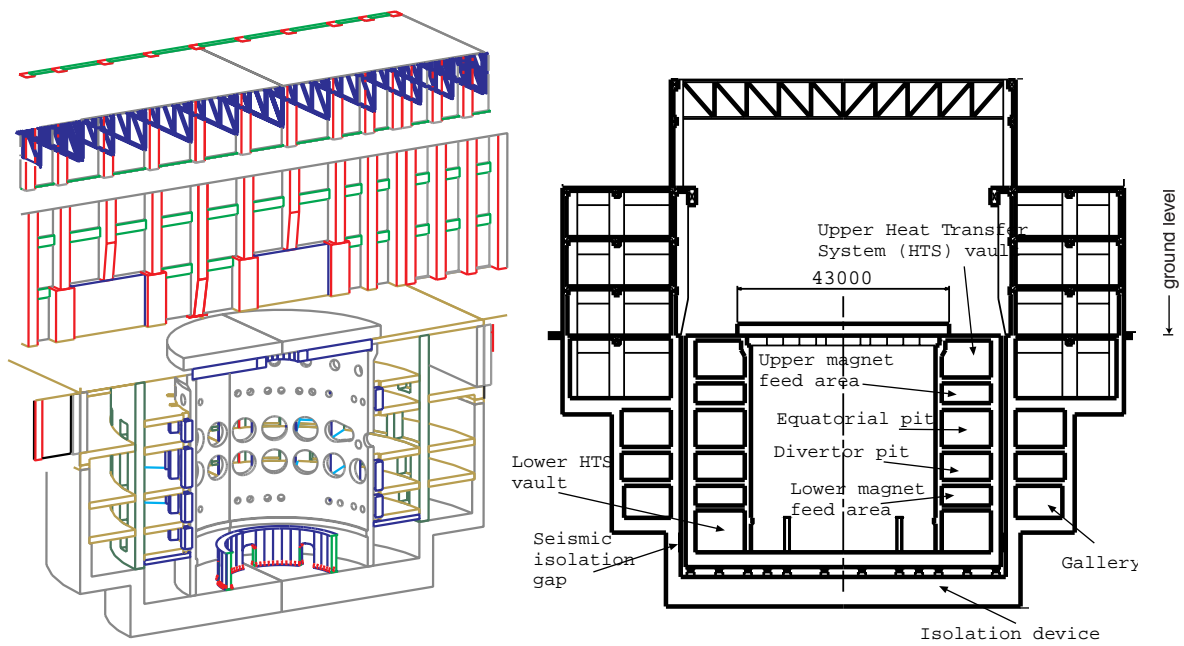 Upper Heat Transfer
System (HTS) vault
ground level
43000
Upper magnet
feed area
Equatorial pit
Divertor pit
Lower HTS
vault
Lower magnet
feed area
Seismic
isolation
gap
Gallery
Isolation device